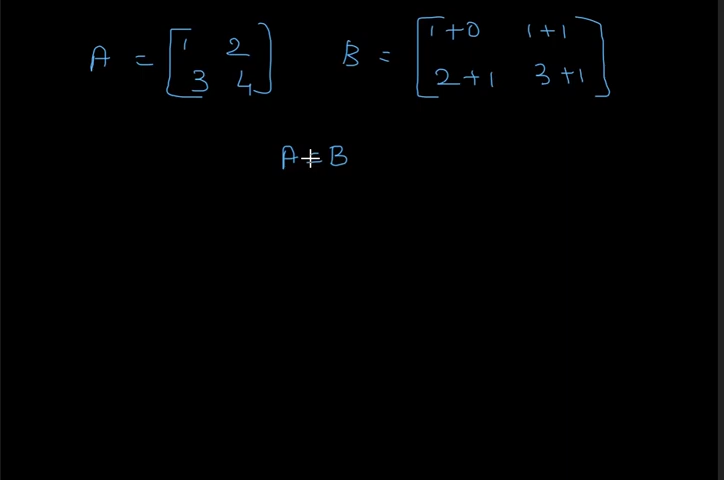 A = [1 2 B = [1+0 1+1
3 4] 2+1 3+1]
A = B